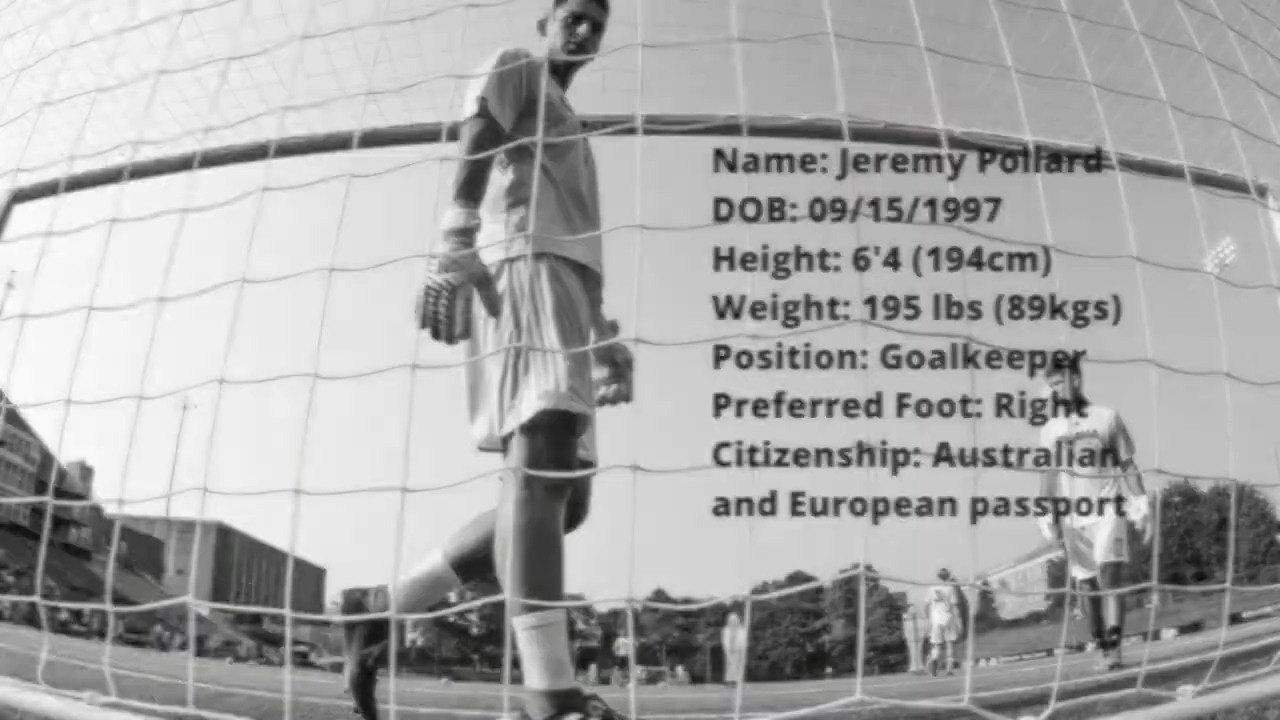 Name: Jeremy Pollard
DOB: 09/15/1997
Height: 6'4 (194cm)
Weight: 195 lbs (89kgs)
Position: Goalkeeper
Preferred Foot: Right
Citizenship: Australian
and European passport